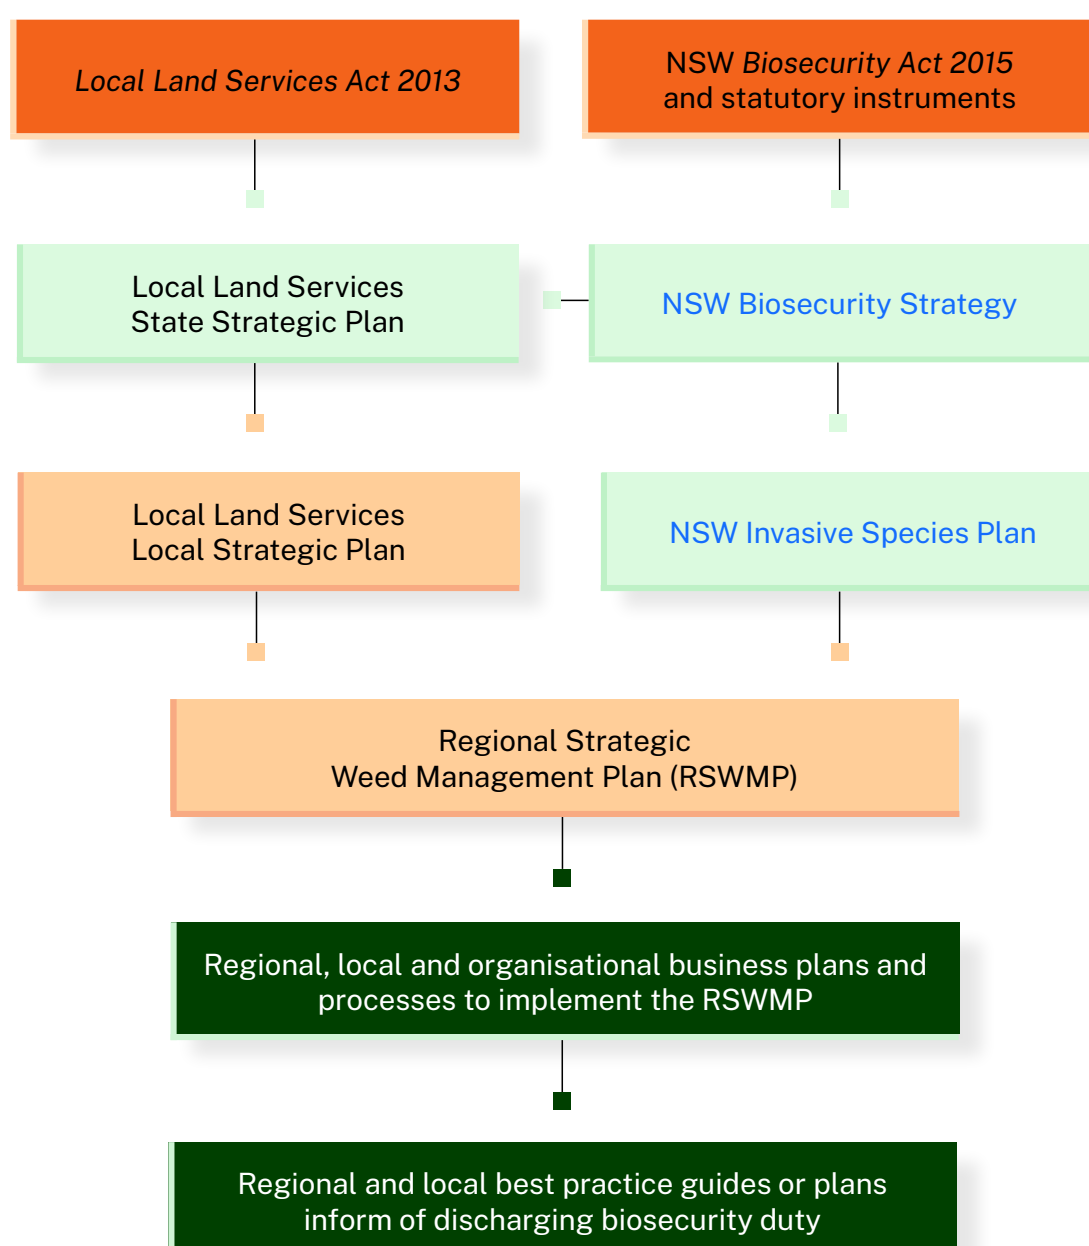 Local Land Services Act 2013
NSW Biosecurity Act 2015
and statutory instruments
Local Land Services
State Strategic Plan
NSW Biosecurity Strategy
Local Land Services
Local Strategic Plan
NSW Invasive Species Plan
Regional Strategic
Weed Management Plan (RSWMP)
Regional, local and organisational business plans and
processes to implement the RSWMP
Regional and local best practice guides or plans
inform of discharging biosecurity duty